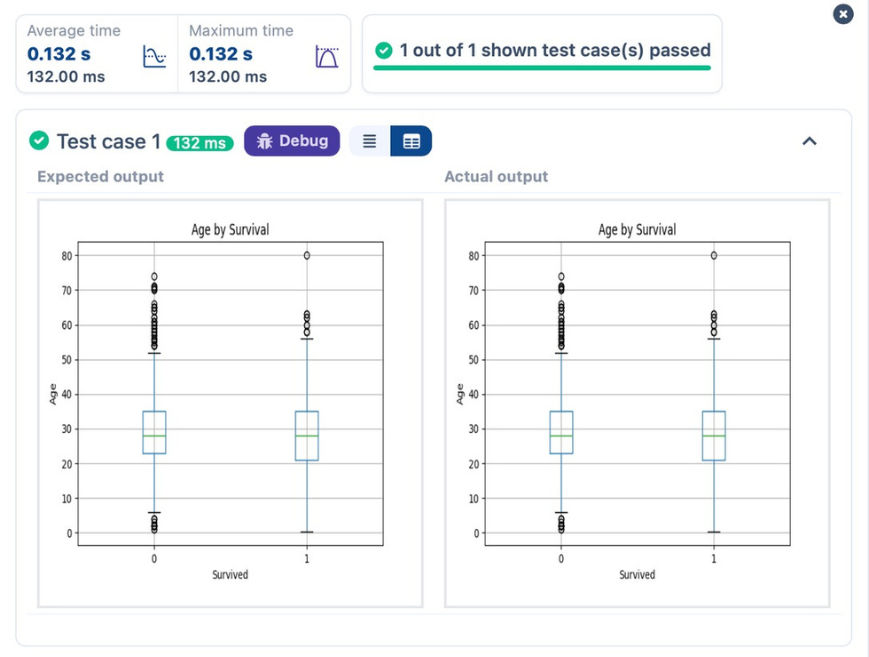 Average time
0.132 s
132.00 ms
Maximum time
0.132 s
132.00 ms
1 out of 1 shown test case(s) passed
Test case 1 132 ms Debug
Expected output
Actual output
Age by Survival
80
70
60
50
40
30
20
10
0
Age
0 1
Survived
Age by Survival
80
70
60
50
40
30
20
10
0
Age
0 1
Survived